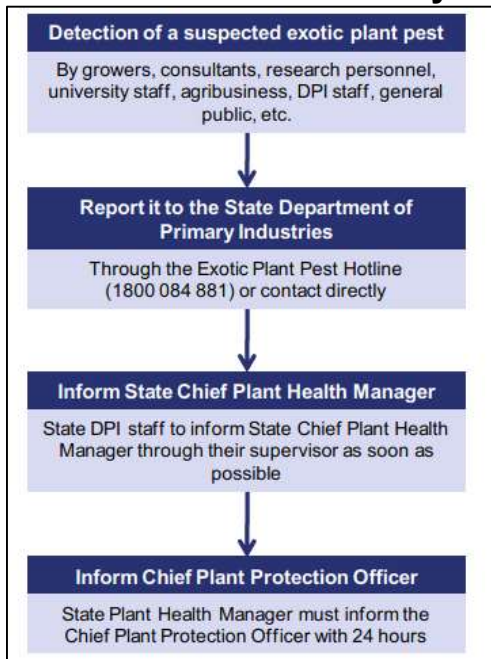 Detection of a suspected exotic plant pest
By growers, consultants, research personnel,
university staff, agribusiness, DPI staff, general
public, etc.
Report it to the State Department of
Primary Industries
Through the Exotic Plant Pest Hotline
(1800 084 881) or contact directly
Inform State Chief Plant Health Manager
State DPI staff to inform State Chief Plant Health
Manager through their supervisor as soon as
possible
Inform Chief Plant Protection Officer
State Plant Health Manager must inform the
Chief Plant Protection Officer with 24 hours